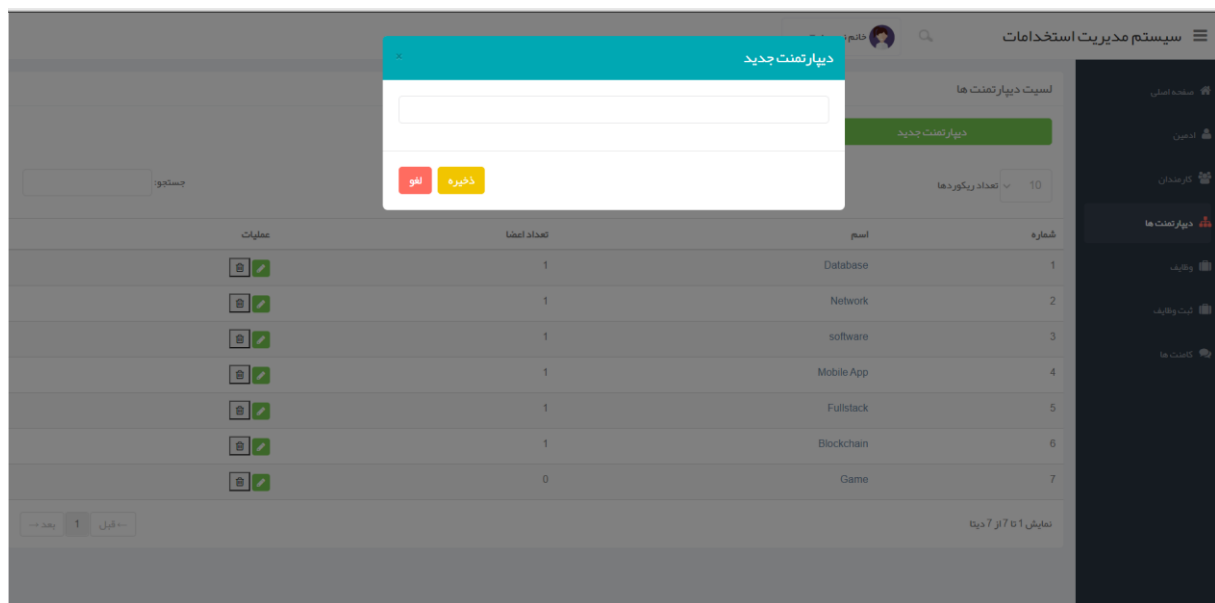 سیستم مدیریت استخدامات
خانم
دیپارتمنت جدید
×
ذخیره
لغو
صفحه اصلی
ادمین
کارمندان
دیپارتمنت ها
وظایف
ثبت وظایف
کامنت ها
لسیت دیپارتمنت ها
دیپارتمنت جدید
10 تعداد ریکوردها
جستجو:
شماره اسم تعداد اعضا عملیات
1 Database 1
2 Network 1
3 software 1
4 Mobile App 1
5 Fullstack 1
6 Blockchain 1
7 Game 0
نمایش 1 تا 7 از 7 دیتا
←قبل 1 بعد→